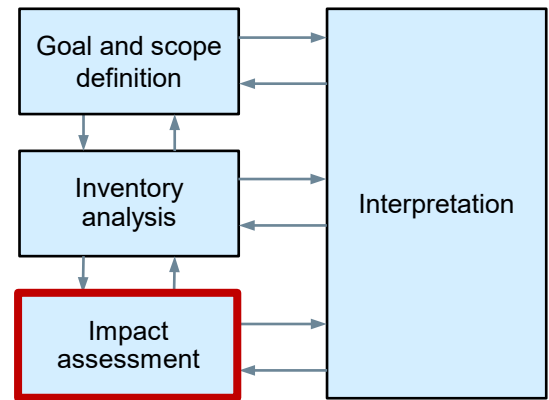 Goal and scope
definition
Inventory
analysis
Impact
assessment
Interpretation